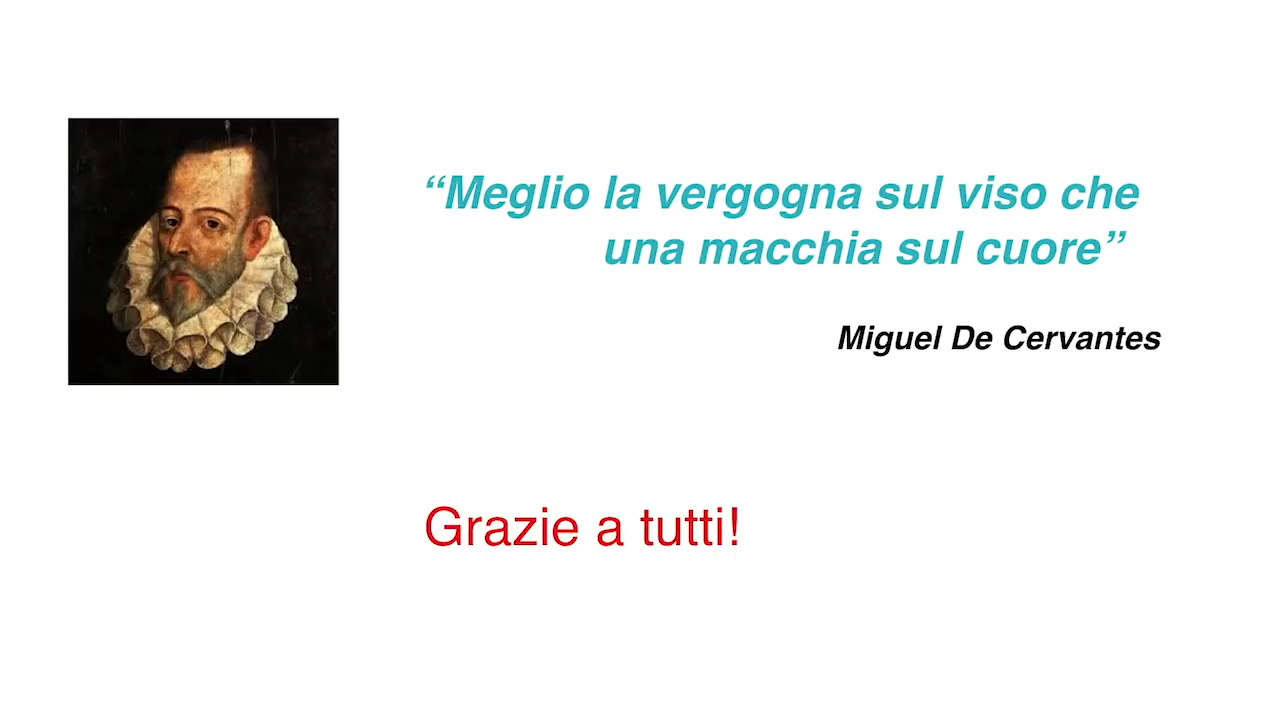 “Meglio la vergogna sul viso che
una macchia sul cuore”
Miguel De Cervantes
Grazie a tutti!